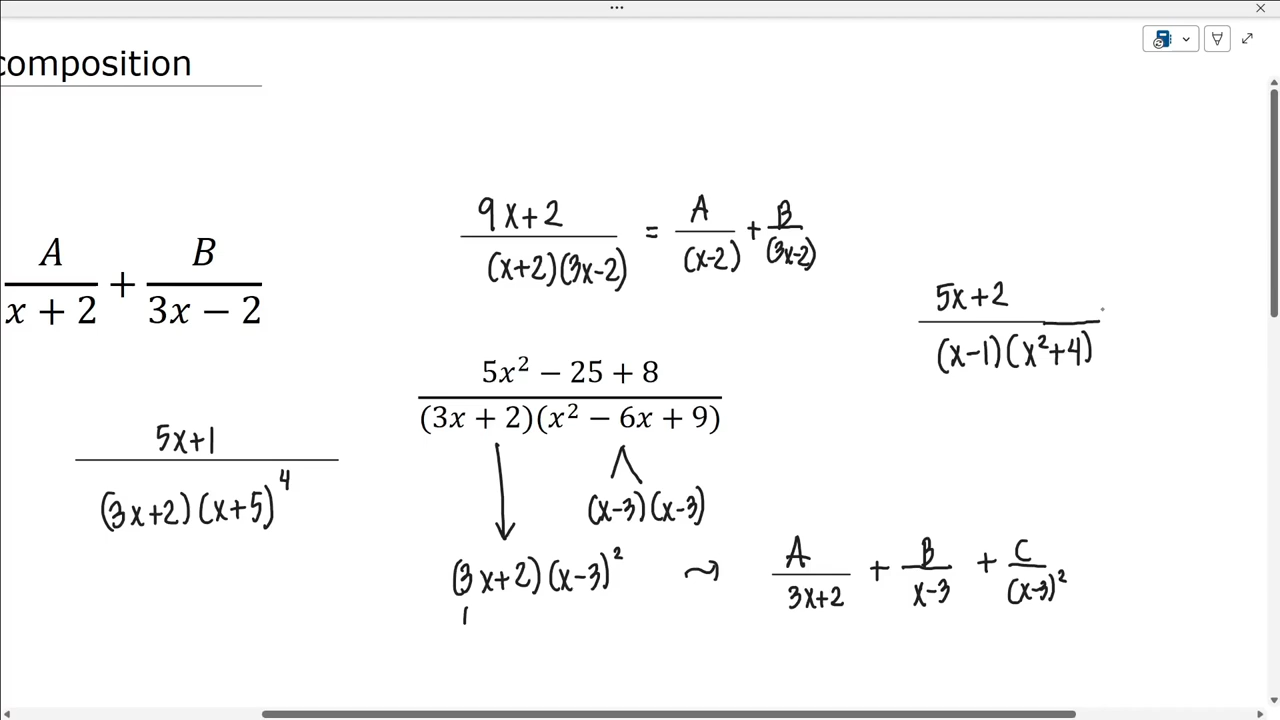 composition
9x+2 / (x+2)(3x-2) = A / (x-2) + B / (3x-2)
A / x + 2 + B / 3x − 2
5x+2 / (x-1)(x²+4)
5x² − 25 + 8 / (3x + 2)(x² − 6x + 9)
5x+1 / (3x+2)(x+5)⁴
(x-3)(x-3)
(3x+2)(x-3)² ⤳ A / 3x+2 + B / x-3 + C / (x-3)²